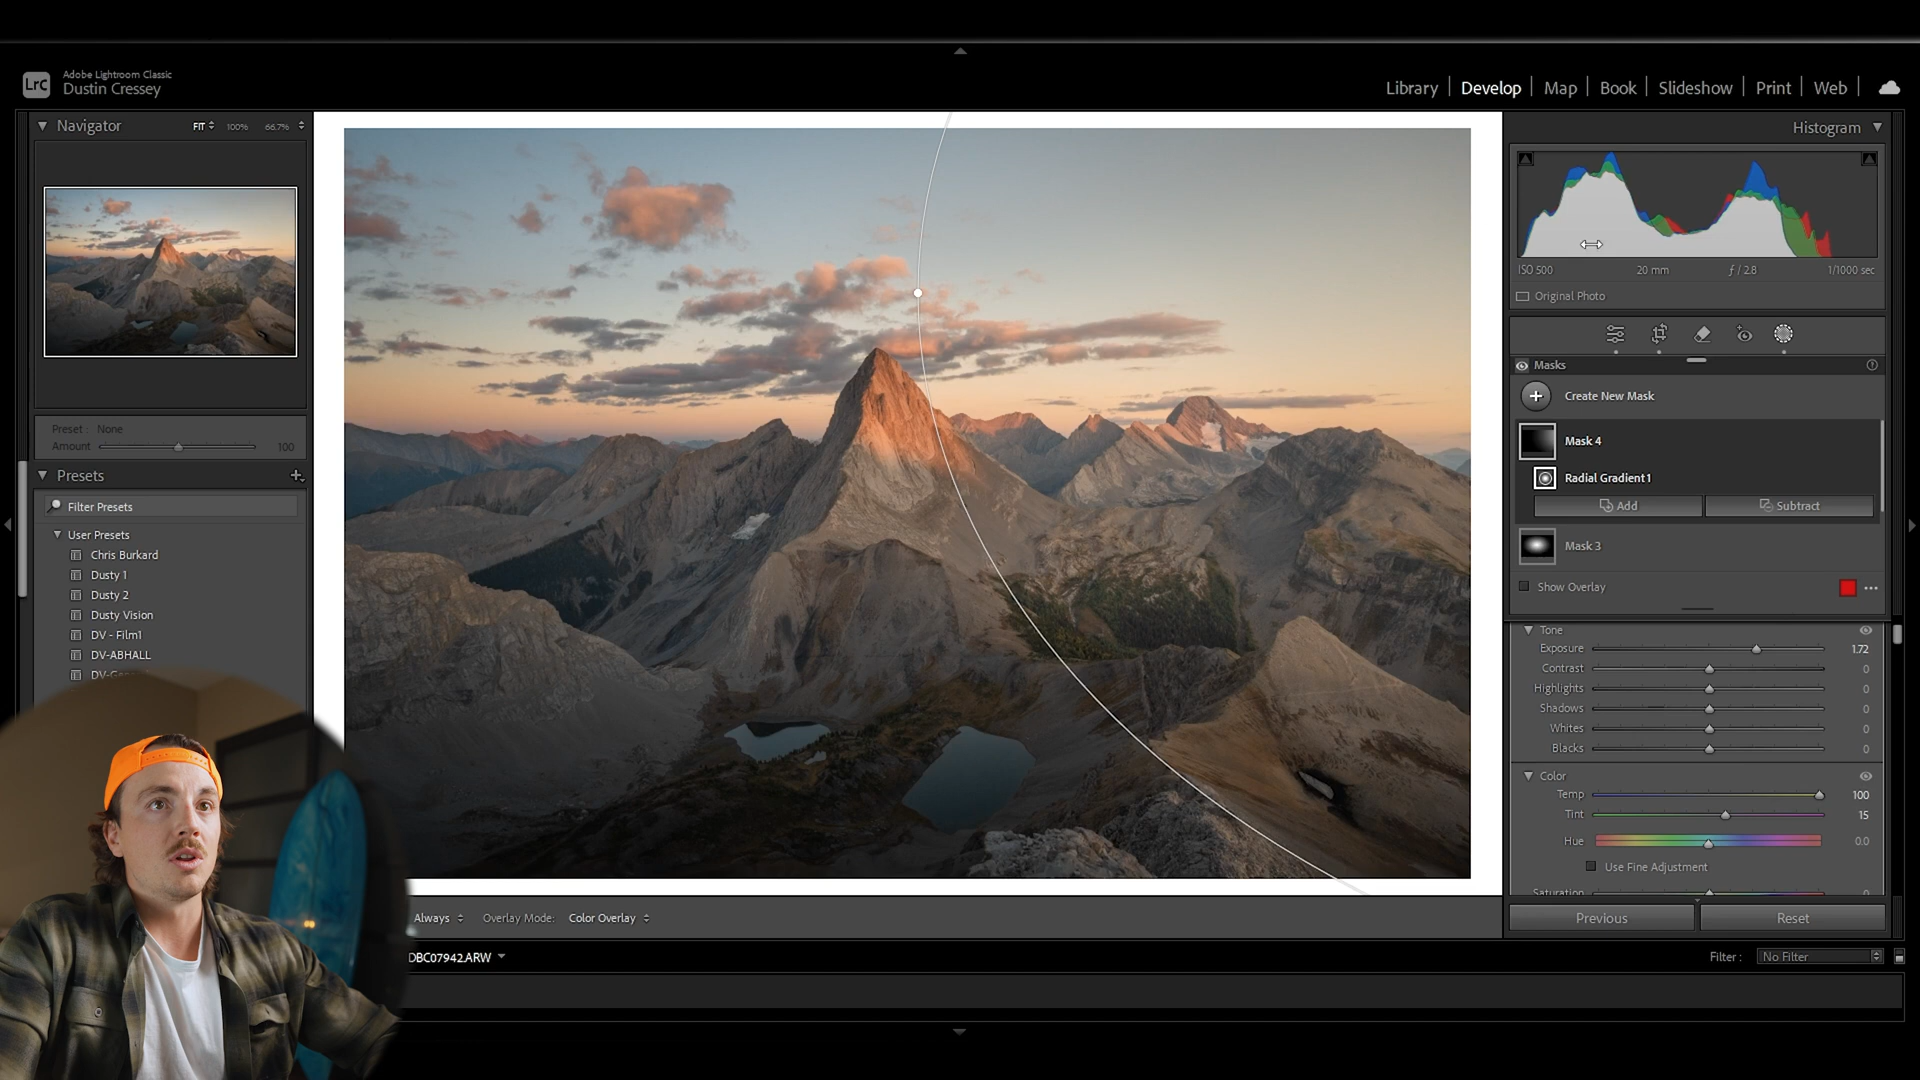 Lrc
Adobe Lightroom Classic
Dustin Cressey
Library
Develop
Map
Book
Slideshow
Print
Web
Navigator
FIT
100%
66.7%
Histogram
ISO 500
20 mm
ƒ / 2.8
1/1000 sec
Original Photo
Masks
Create New Mask
Mask 4
Radial Gradient 1
Add
Subtract
Mask 3
Show Overlay
Preset : None
Amount 100
Presets
Filter Presets
User Presets
Chris Burkard
Dusty 1
Dusty 2
Dusty Vision
DV - Film1
DV-ABHALL
Tone
Exposure 1.72
Contrast 0
Highlights 0
Shadows 0
Whites 0
Blacks 0
Color
Temp 100
Tint 15
Hue 0.0
Use Fine Adjustment
Saturation 0
Previous
Reset
Always
Overlay Mode: Color Overlay
DBC07942.ARW
Filter : No Filter